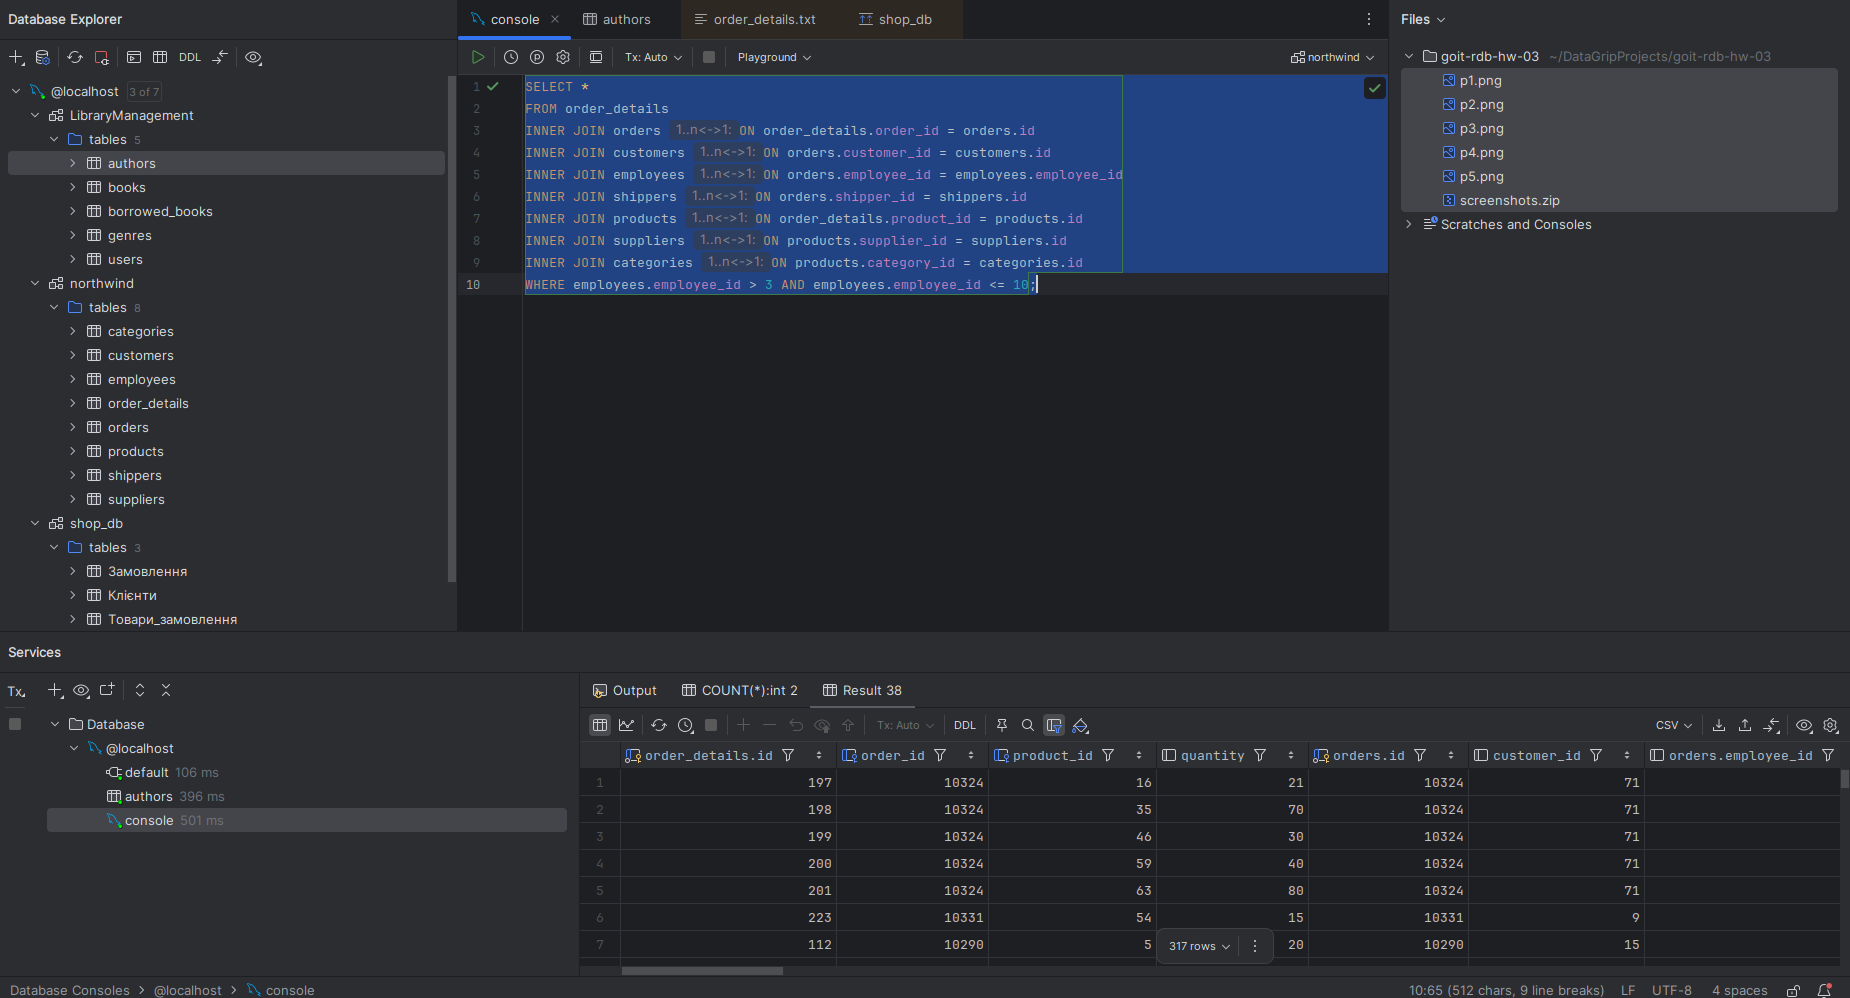 Database Explorer
DDL
@localhost 3 of 7
LibraryManagement
tables 5
authors
books
borrowed_books
genres
users
northwind
tables 8
categories
customers
employees
order_details
orders
products
shippers
suppliers
shop_db
tables 3
Замовлення
Клієнти
Товари_замовлення
console
authors
order_details.txt
shop_db
Tx: Auto
Playground
northwind
1 SELECT *
2 FROM order_details
3 INNER JOIN orders 1..n<->1: ON order_details.order_id = orders.id
4 INNER JOIN customers 1..n<->1: ON orders.customer_id = customers.id
5 INNER JOIN employees 1..n<->1: ON orders.employee_id = employees.employee_id
6 INNER JOIN shippers 1..n<->1: ON orders.shipper_id = shippers.id
7 INNER JOIN products 1..n<->1: ON order_details.product_id = products.id
8 INNER JOIN suppliers 1..n<->1: ON products.supplier_id = suppliers.id
9 INNER JOIN categories 1..n<->1: ON products.category_id = categories.id
10 WHERE employees.employee_id > 3 AND employees.employee_id <= 10;
Files
goit-rdb-hw-03 ~/DataGripProjects/goit-rdb-hw-03
p1.png
p2.png
p3.png
p4.png
p5.png
screenshots.zip
Scratches and Consoles
Services
Tx
Database
@localhost
default 106 ms
authors 396 ms
console 501 ms
Output COUNT(*):int 2 Result 38
Tx: Auto DDL CSV
order_details.id order_id product_id quantity orders.id customer_id orders.employee_id
1 197 10324 16 21 10324 71
2 198 10324 35 70 10324 71
3 199 10324 46 30 10324 71
4 200 10324 59 40 10324 71
5 201 10324 63 80 10324 71
6 223 10331 54 15 10331 9
7 112 10290 5 20 10290 15
317 rows
Database Consoles > @localhost > console
10:65 (512 chars, 9 line breaks) LF UTF-8 4 spaces